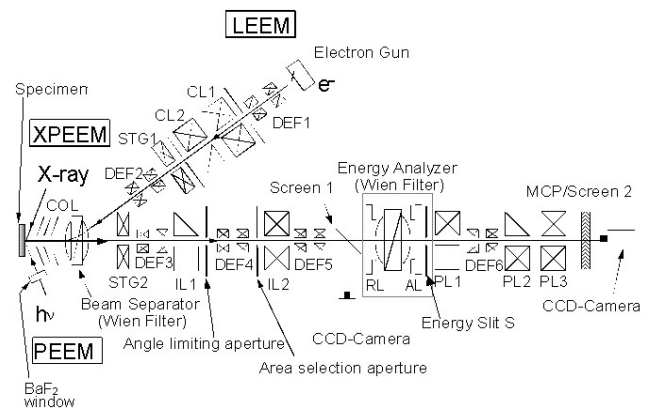 LEEM
Electron Gun
e-
Specimen
CL1
CL2
DEF1
STG1
XPEEM
DEF2
Energy Analyzer
(Wien Filter)
X-ray
Screen 1
MCP/Screen 2
COL
DEF3
IL1
DEF4
IL2
DEF5
RL
AL
PL1
DEF6
PL2
PL3
STG2
Beam Separator
(Wien Filter)
hν
CCD-Camera
Energy Slit S
CCD-Camera
PEEM
Angle limiting aperture
Area selection aperture
BaF2
window